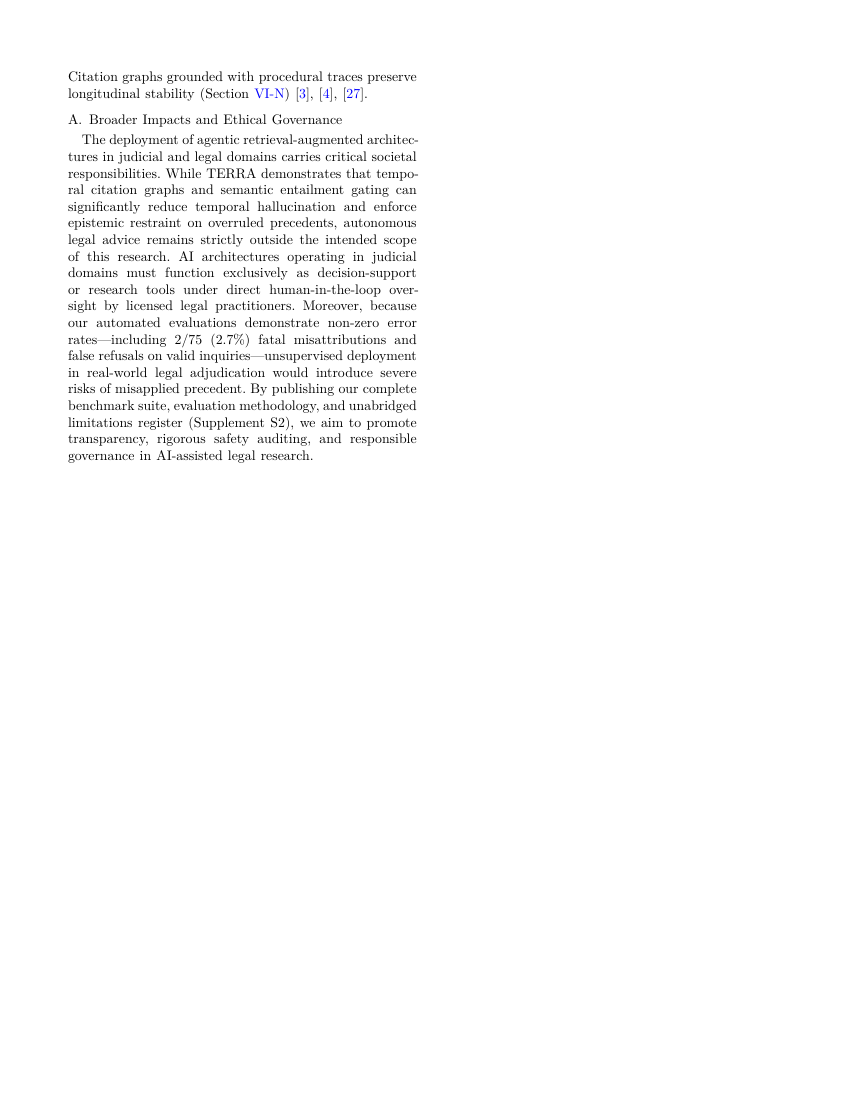 Citation graphs grounded with procedural traces preserve
longitudinal stability (Section VI-N) [3], [4], [27].
A. Broader Impacts and Ethical Governance
The deployment of agentic retrieval-augmented architec-
tures in judicial and legal domains carries critical societal
responsibilities. While TERRA demonstrates that tempo-
ral citation graphs and semantic entailment gating can
significantly reduce temporal hallucination and enforce
epistemic restraint on overruled precedents, autonomous
legal advice remains strictly outside the intended scope
of this research. AI architectures operating in judicial
domains must function exclusively as decision-support
or research tools under direct human-in-the-loop over-
sight by licensed legal practitioners. Moreover, because
our automated evaluations demonstrate non-zero error
rates—including 2/75 (2.7%) fatal misattributions and
false refusals on valid inquiries—unsupervised deployment
in real-world legal adjudication would introduce severe
risks of misapplied precedent. By publishing our complete
benchmark suite, evaluation methodology, and unabridged
limitations register (Supplement S2), we aim to promote
transparency, rigorous safety auditing, and responsible
governance in AI-assisted legal research.